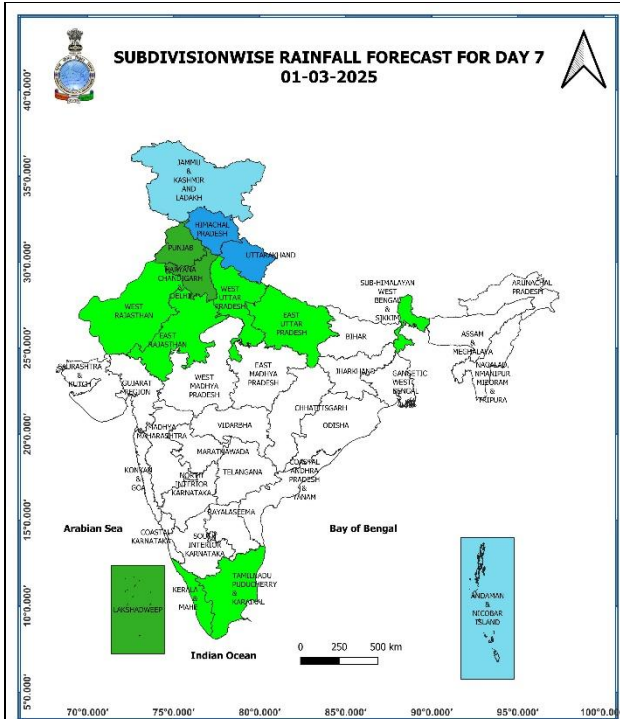 SUBDIVISIONWISE RAINFALL FORECAST FOR DAY 7
01-03-2025
40°0.000'
35°0.000'
30°0.000'
25°0.000'
20°0.000'
15°0.000'
10°0.000'
5°0.000'
JAMMU
&
KASHMIR
AND
LADAKH
HIMACHAL
PRADESH
PUNJAB
UTTARAKHAND
HARYANA
CHANDIGARH
&
DELHI
WEST
RAJASTHAN
WEST
UTTAR
PRADESH
EAST
RAJASTHAN
EAST
UTTAR
PRADESH
SUB-HIMALAYAN
WEST
BENGAL
&
SIKKIM
ARUNACHAL
PRADESH
BIHAR
ASSAM
&
MEGHALAYA
NAGALAD
MANIPUR
MIZORAM
&
TRIPURA
SAURASHTRA
&
KUTCH
GUJARAT
REGION
WEST
MADHYA
PRADESH
EAST
MADHYA
PRADESH
JHARKHAND
GANGETIC
WEST
BENGAL
CHHATTISGARH
ODISHA
MADHYA
MAHARASHTRA
VIDARBHA
MARATHAWADA
KONKAN
&
GOA
NORTH
INTERIOR
KARNATAKA
TELANGANA
COASTAL
ANDHRA
PRADESH
&
YANAM
RAYALASEEMA
COASTAL
KARNATAKA
SOUTH
INTERIOR
KARNATAKA
Arabian Sea
Bay of Bengal
TAMILNADU
PUDUCHERRY
&
KARAIKAL
KERALA
&
MAHE
LAKSHADWEEP
ANDAMAN
&
NICOBAR
ISLAND
Indian Ocean
0 250 500 km
70°0.000' 75°0.000' 80°0.000' 85°0.000' 90°0.000' 95°0.000' 100°0.000'